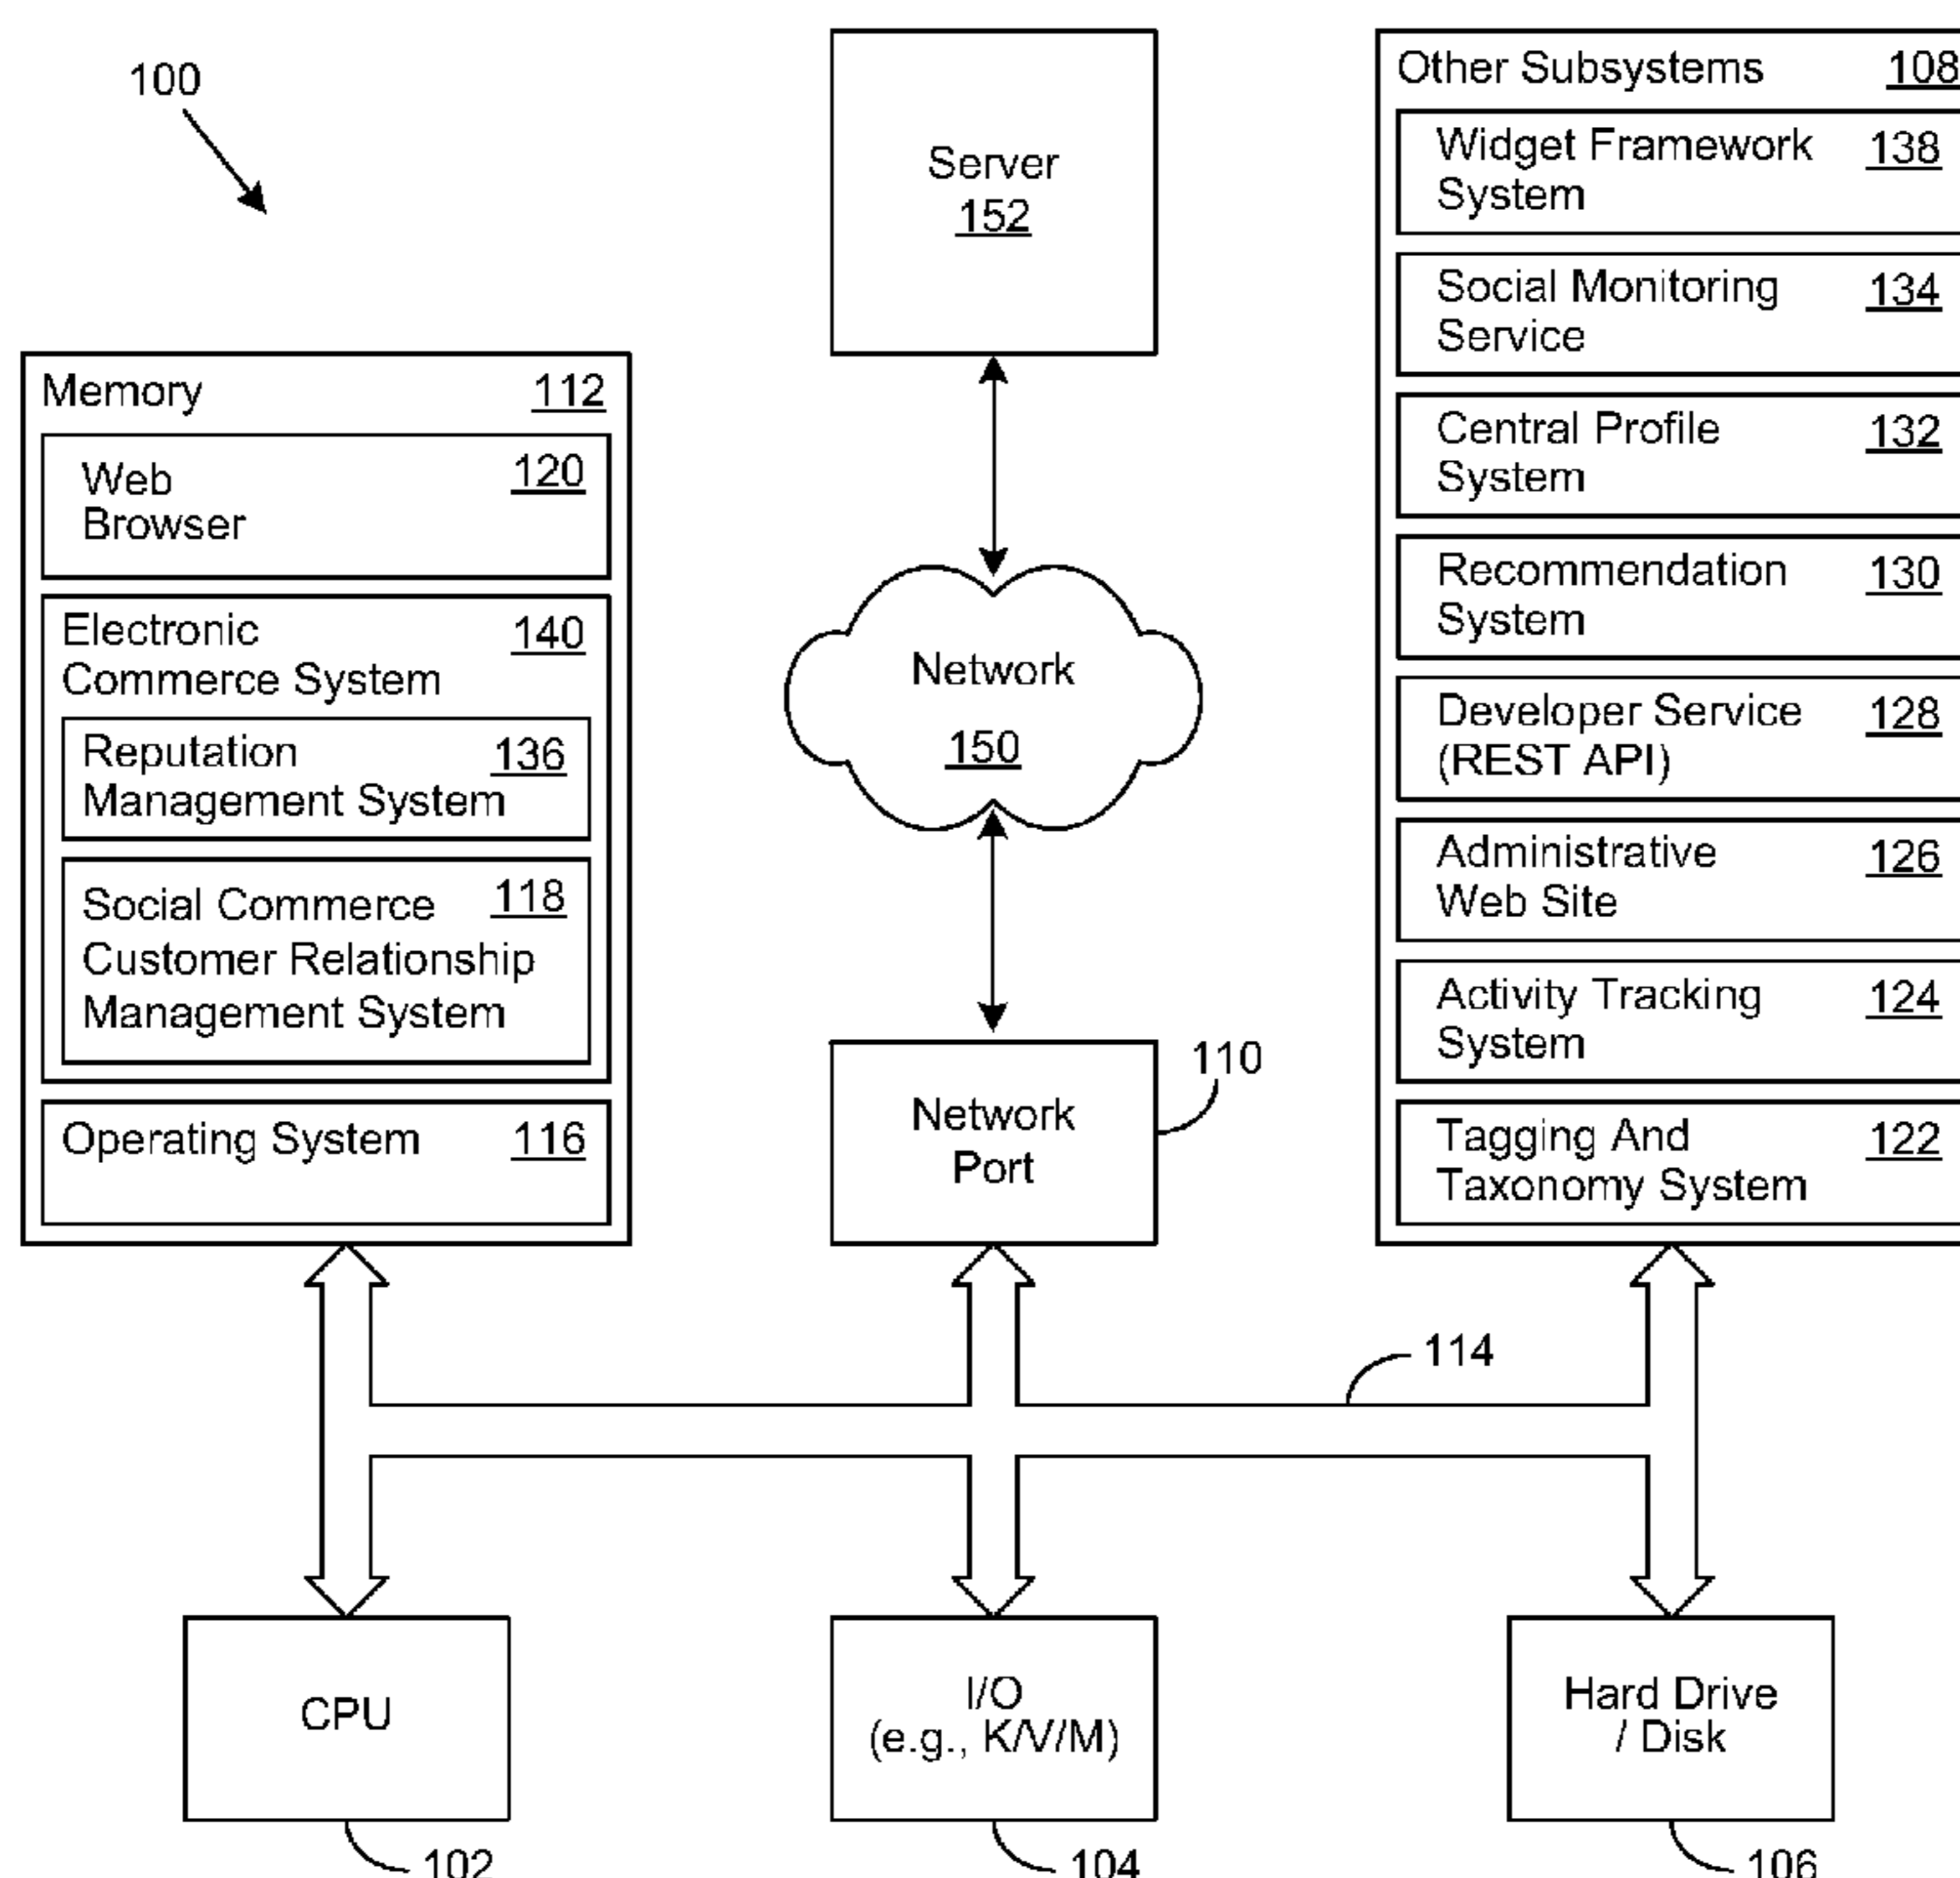 100
Server
152
Other Subsystems 108
Widget Framework 138
System
Social Monitoring 134
Service
Central Profile 132
System
Recommendation 130
System
Developer Service 128
(REST API)
Administrative 126
Web Site
Activity Tracking 124
System
Tagging And 122
Taxonomy System
Memory 112
Web 120
Browser
Electronic 140
Commerce System
Reputation 136
Management System
Social Commerce 118
Customer Relationship
Management System
Operating System 116
Network
150
Network
Port
110
114
CPU
102
I/O
(e.g., K/V/M)
104
Hard Drive
/ Disk
106